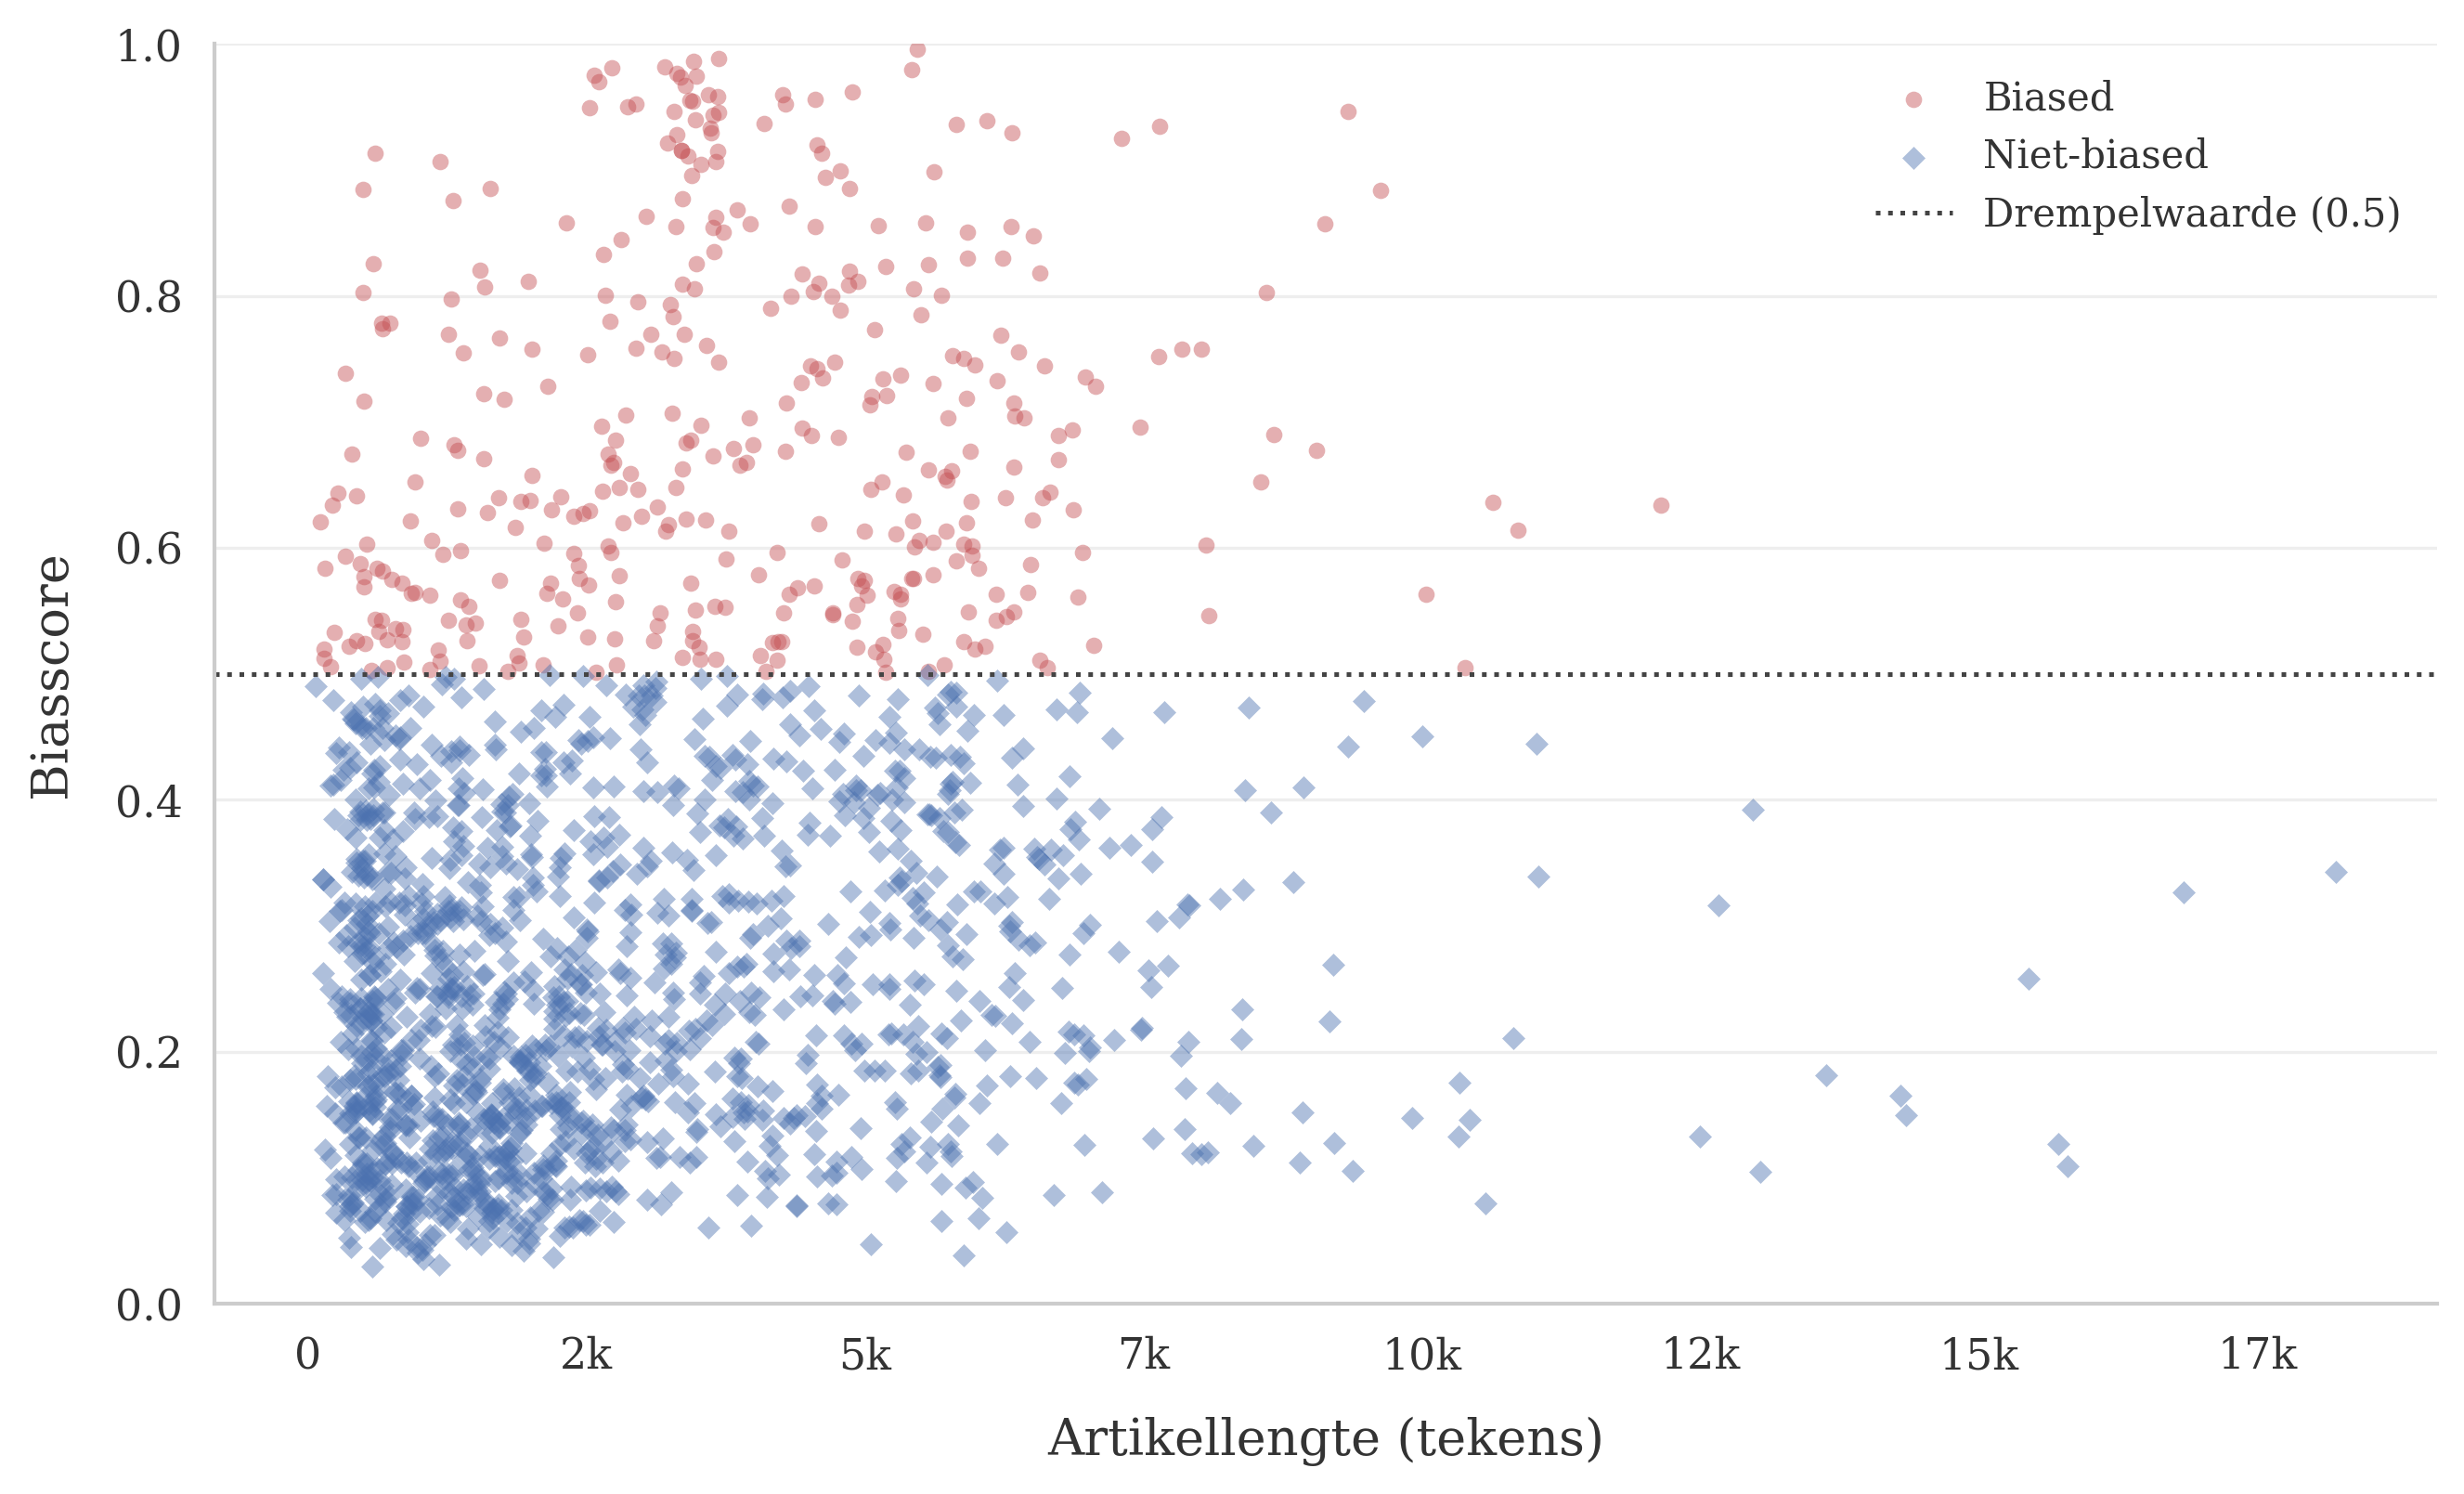 1.0
0.8
0.6
0.4
0.2
0.0
Biasscore
Biased
Niet-biased
Drempelwaarde (0.5)
0 2k 5k 7k 10k 12k 15k 17k
Artikellengte (tekens)